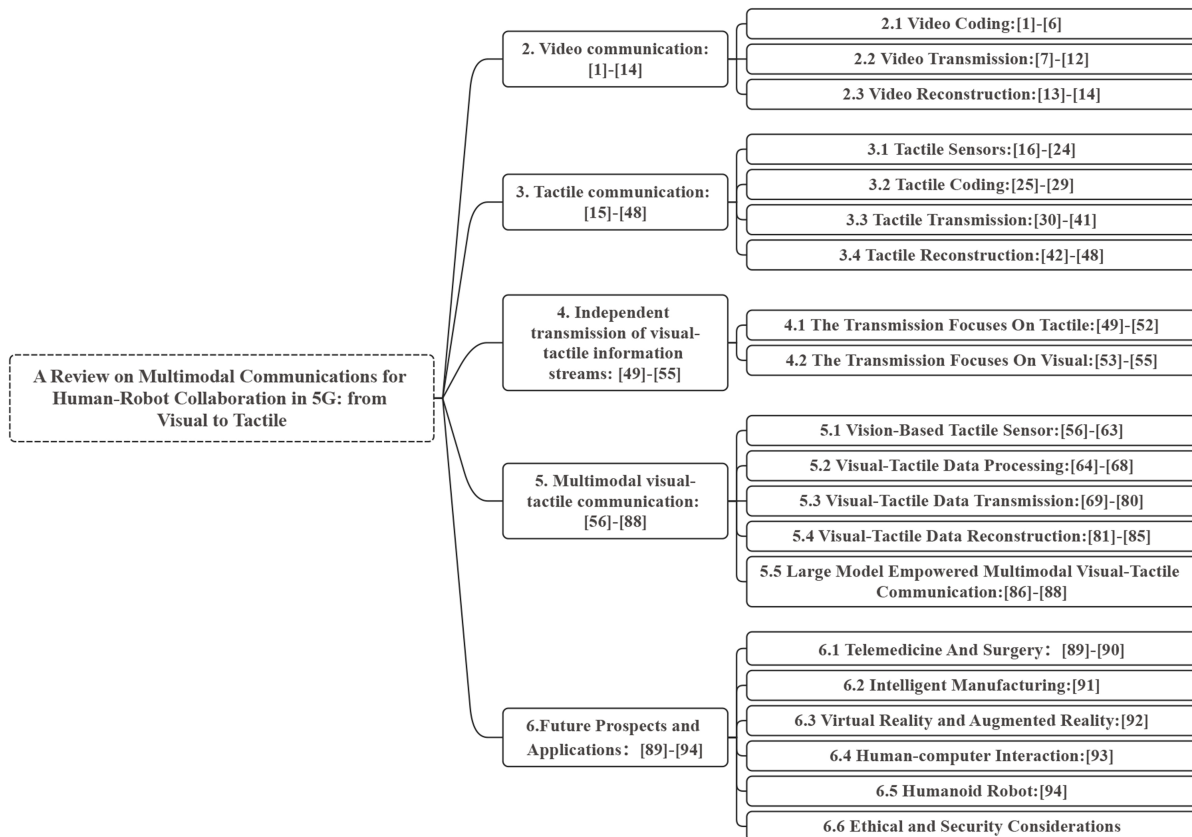 A Review on Multimodal Communications for
Human-Robot Collaboration in 5G: from
Visual to Tactile
2. Video communication:
[1]-[14]
2.1 Video Coding:[1]-[6]
2.2 Video Transmission:[7]-[12]
2.3 Video Reconstruction:[13]-[14]
3. Tactile communication:
[15]-[48]
3.1 Tactile Sensors:[16]-[24]
3.2 Tactile Coding:[25]-[29]
3.3 Tactile Transmission:[30]-[41]
3.4 Tactile Reconstruction:[42]-[48]
4. Independent
transmission of visual-
tactile information
streams: [49]-[55]
4.1 The Transmission Focuses On Tactile:[49]-[52]
4.2 The Transmission Focuses On Visual:[53]-[55]
5. Multimodal visual-
tactile communication:
[56]-[88]
5.1 Vision-Based Tactile Sensor:[56]-[63]
5.2 Visual-Tactile Data Processing:[64]-[68]
5.3 Visual-Tactile Data Transmission:[69]-[80]
5.4 Visual-Tactile Data Reconstruction:[81]-[85]
5.5 Large Model Empowered Multimodal Visual-Tactile
Communication:[86]-[88]
6.Future Prospects and
Applications：[89]-[94]
6.1 Telemedicine And Surgery：[89]-[90]
6.2 Intelligent Manufacturing:[91]
6.3 Virtual Reality and Augmented Reality:[92]
6.4 Human-computer Interaction:[93]
6.5 Humanoid Robot:[94]
6.6 Ethical and Security Considerations